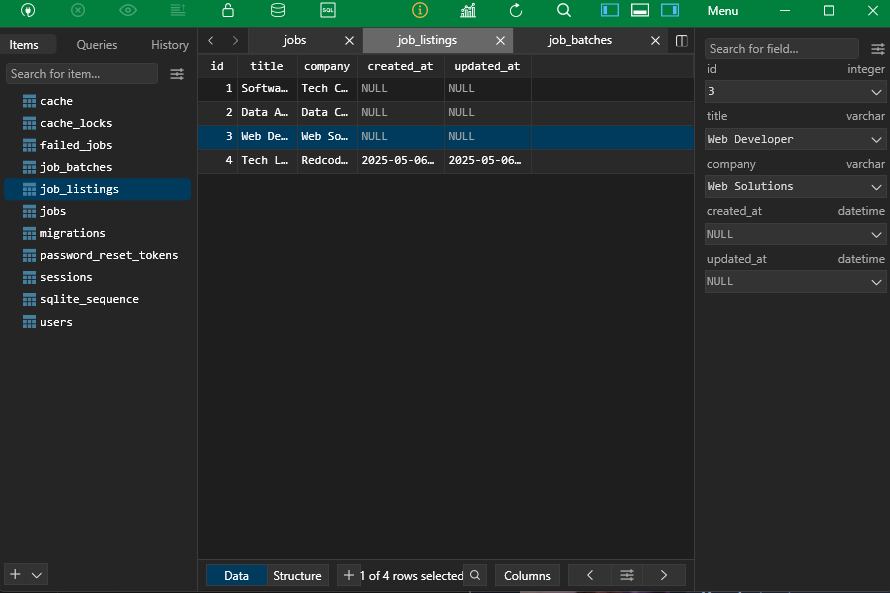 SQL
Menu
Items
Queries
History
jobs
job_listings
job_batches
Search for item...
cache
cache_locks
failed_jobs
job_batches
job_listings
jobs
migrations
password_reset_tokens
sessions
sqlite_sequence
users
id title company created_at updated_at
1 Softwa… Tech C… NULL NULL
2 Data A… Data C… NULL NULL
3 Web De… Web So… NULL NULL
4 Tech L… Redcod… 2025-05-06… 2025-05-06…
Data
Structure
1 of 4 rows selected
Columns
Search for field...
id integer
3
title varchar
Web Developer
company varchar
Web Solutions
created_at datetime
NULL
updated_at datetime
NULL